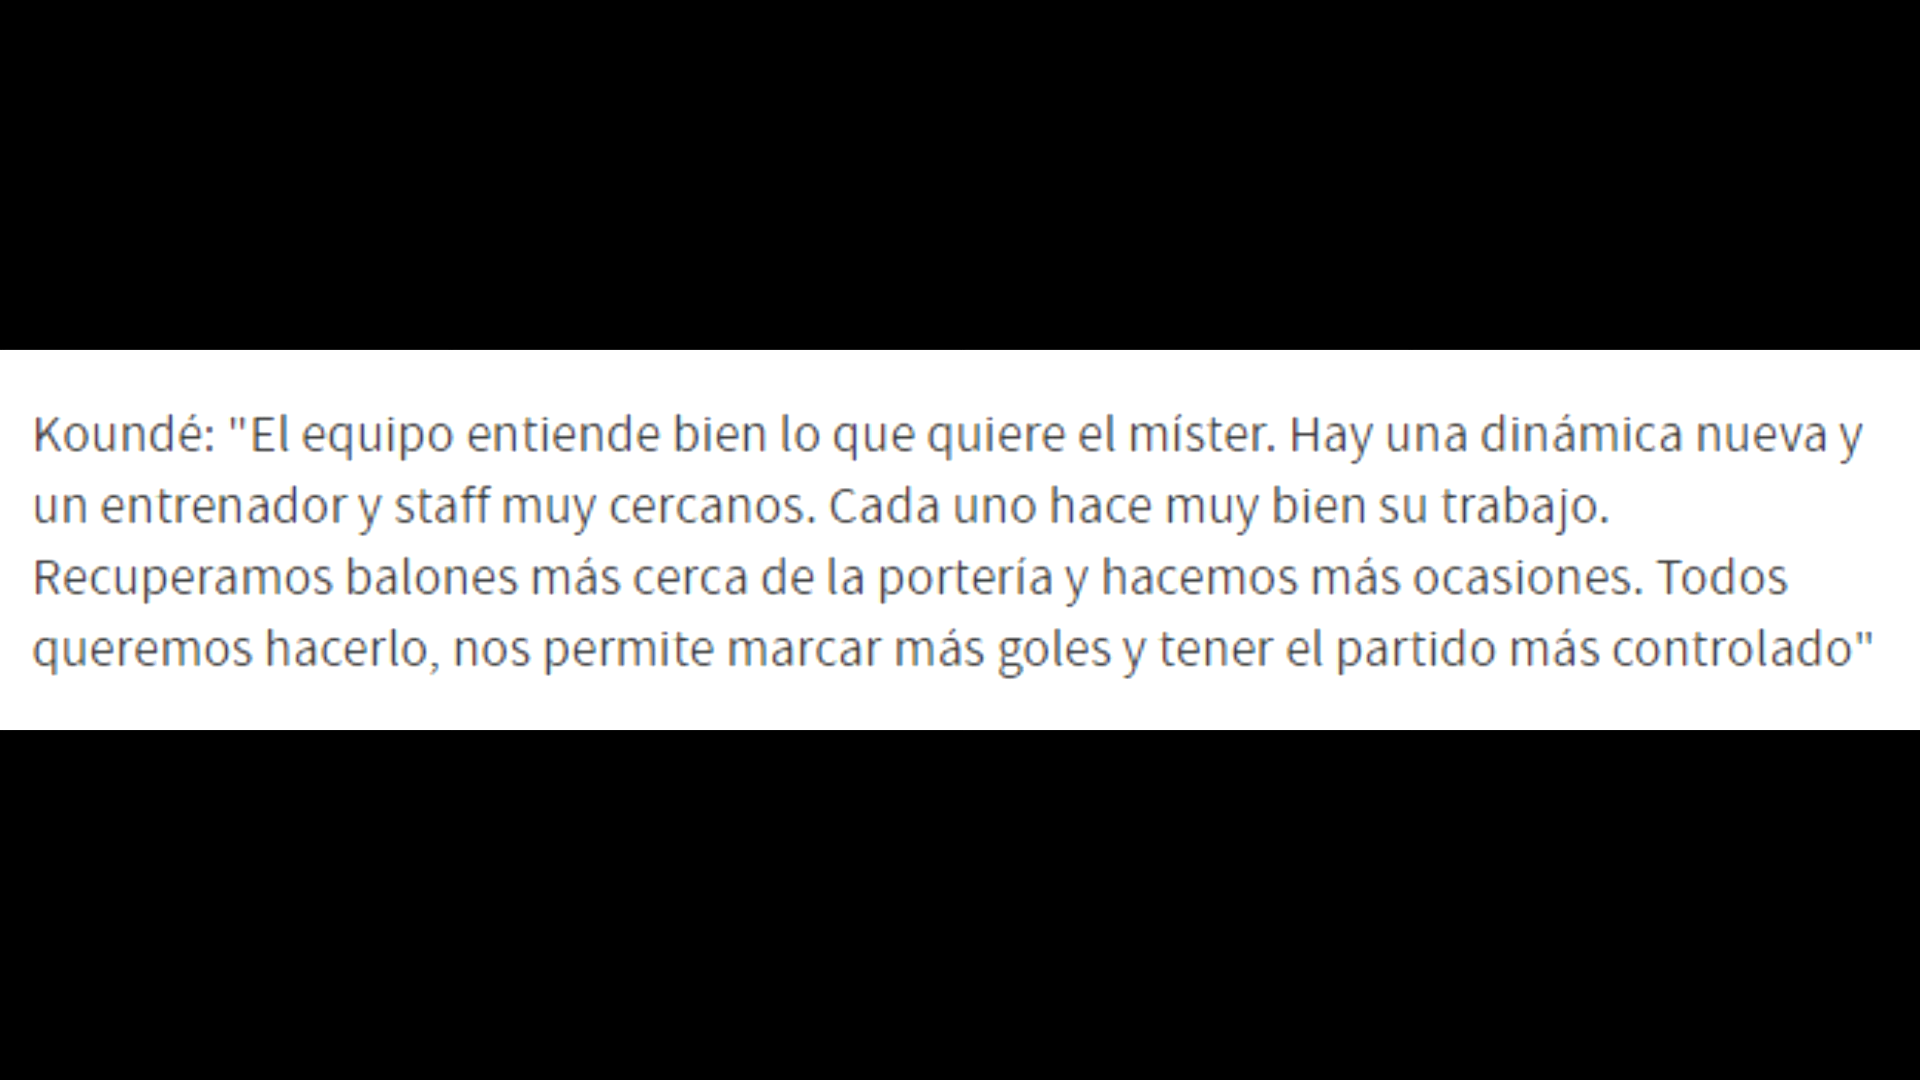 Koundé: "El equipo entiende bien lo que quiere el míster. Hay una dinámica nueva y
un entrenador y staff muy cercanos. Cada uno hace muy bien su trabajo.
Recuperamos balones más cerca de la portería y hacemos más ocasiones. Todos
queremos hacerlo, nos permite marcar más goles y tener el partido más controlado"